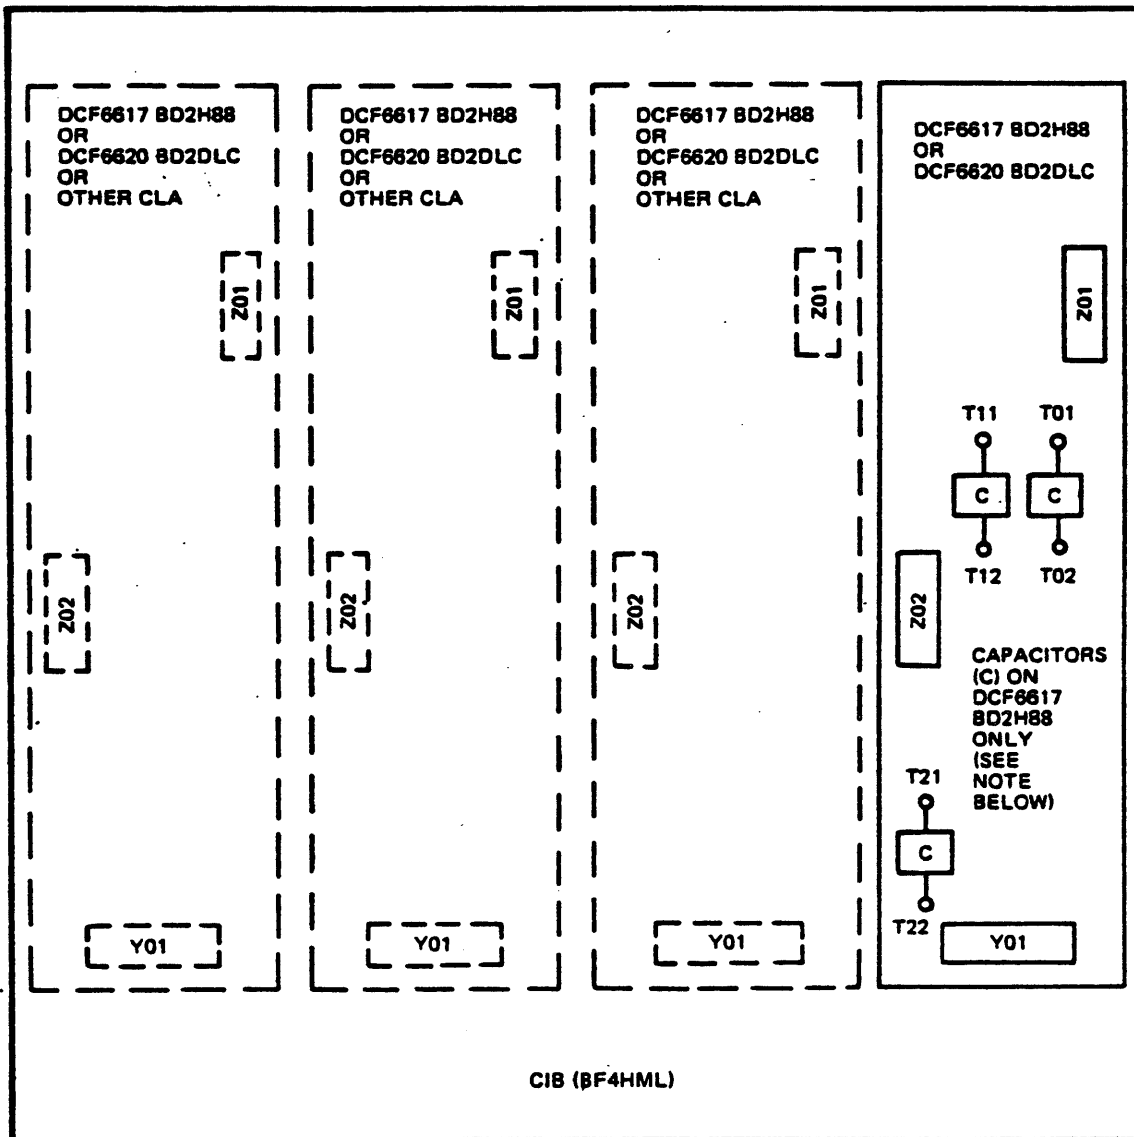 DCF6617 BD2H88
OR
DCF6620 BD2DLC
OR
OTHER CLA
Z01
Z02
Y01
DCF6617 BD2H88
OR
DCF6620 BD2DLC
OR
OTHER CLA
Z01
Z02
Y01
DCF6617 BD2H88
OR
DCF6620 BD2DLC
OR
OTHER CLA
Z01
Z02
Y01
DCF6617 BD2H88
OR
DCF6620 BD2DLC
Z01
T11 T01
C C
T12 T02
Z02
CAPACITORS
(C) ON
DCF6617
BD2H88
ONLY
(SEE
NOTE
BELOW)
T21
C
T22
Y01
CIB (BF4HML)